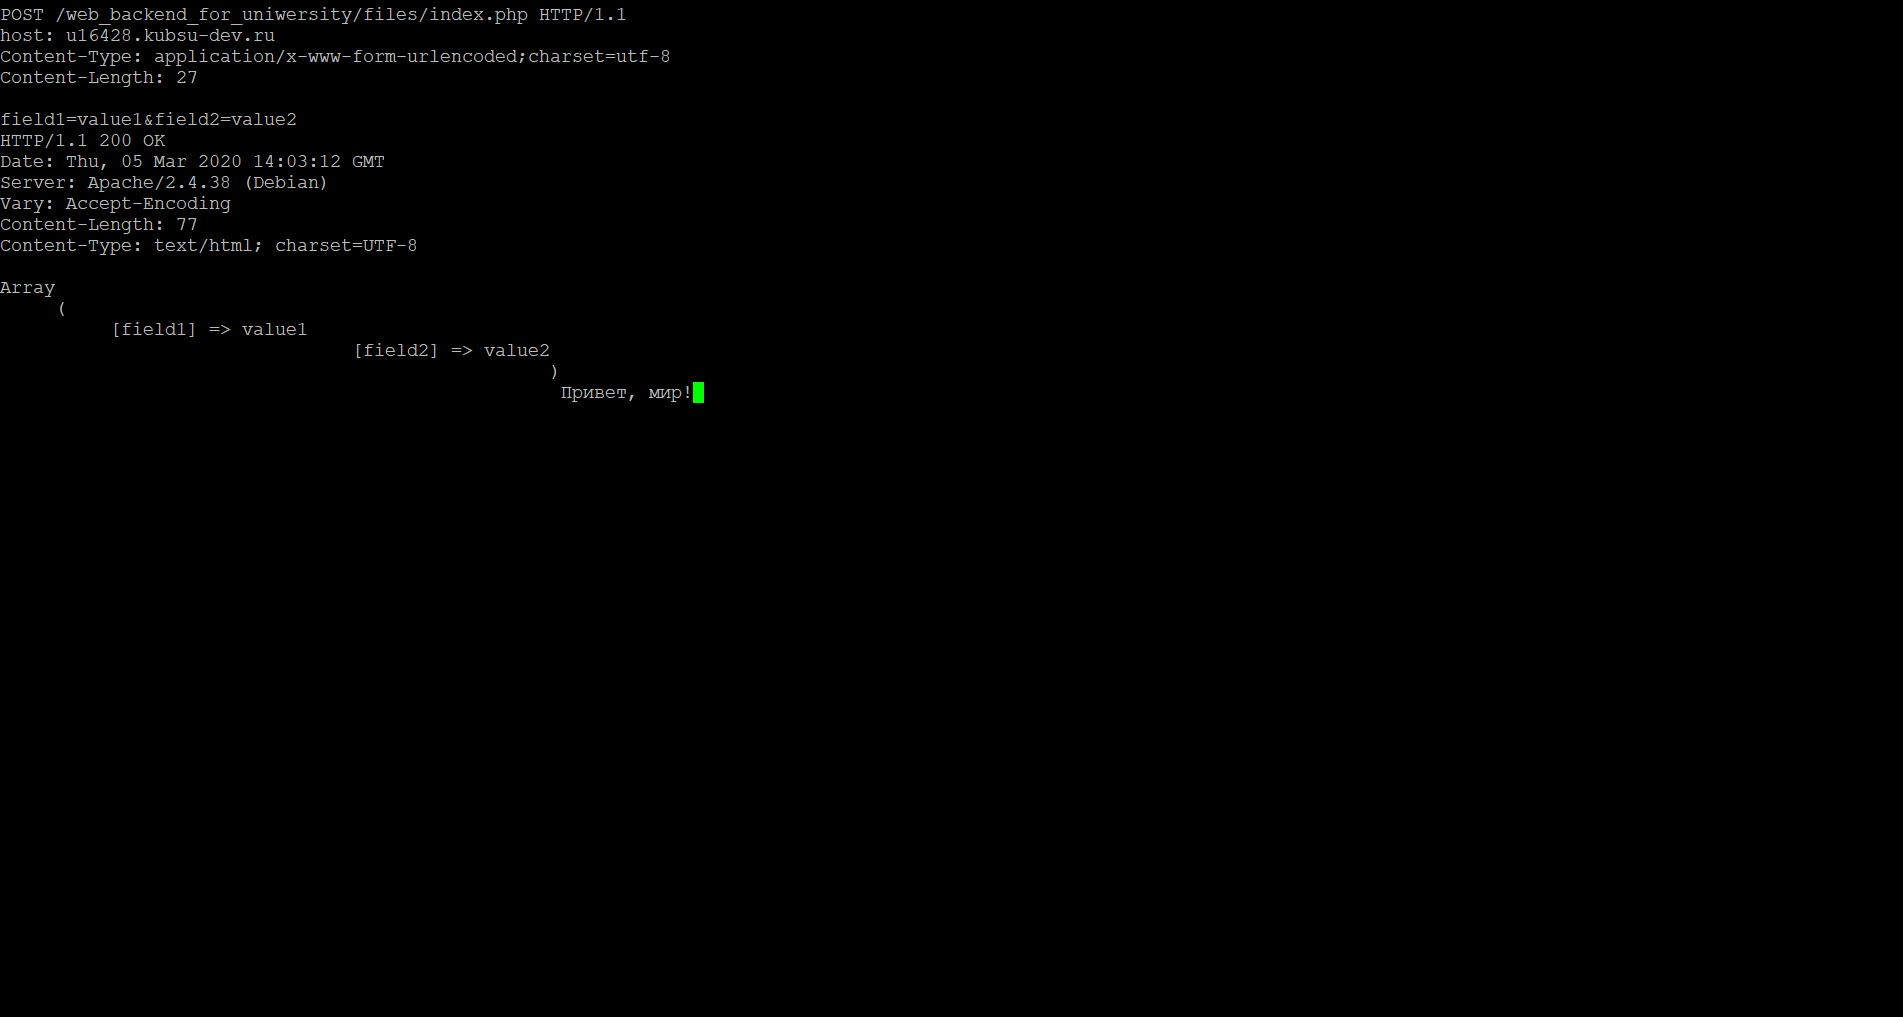 POST /web_backend_for_uniwersity/files/index.php HTTP/1.1
host: u16428.kubsu-dev.ru
Content-Type: application/x-www-form-urlencoded;charset=utf-8
Content-Length: 27

field1=value1&field2=value2
HTTP/1.1 200 OK
Date: Thu, 05 Mar 2020 14:03:12 GMT
Server: Apache/2.4.38 (Debian)
Vary: Accept-Encoding
Content-Length: 77
Content-Type: text/html; charset=UTF-8

Array
(
[field1] => value1
[field2] => value2
)
Привет, мир!